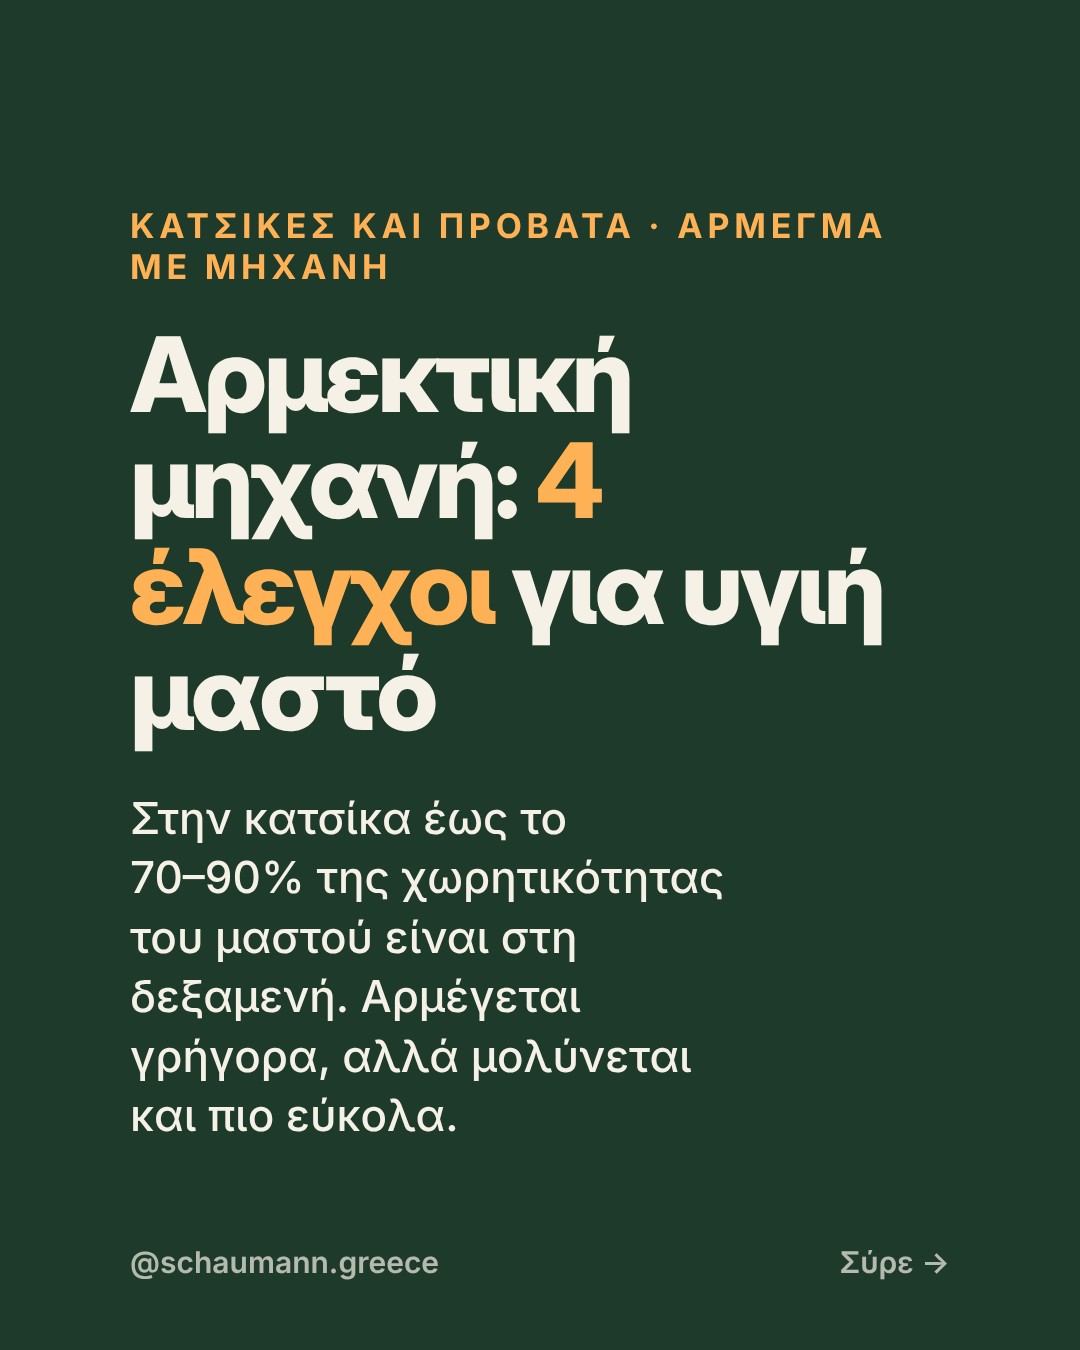 ΚΑΤΣΙΚΕΣ ΚΑΙ ΠΡΟΒΑΤΑ · ΑΡΜΕΓΜΑ
ΜΕ ΜΗΧΑΝΗ
Αρμεκτική
μηχανή: 4
έλεγχοι για υγιή
μαστό
Στην κατσίκα έως το
70–90% της χωρητικότητας
του μαστού είναι στη
δεξαμενή. Αρμέγεται
γρήγορα, αλλά μολύνεται
και πιο εύκολα.
@schaumann.greece
Σύρε →